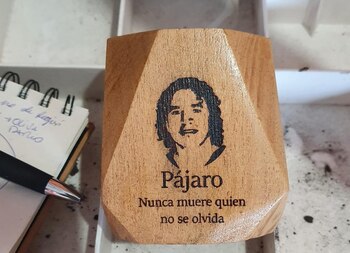 Pájaro
Nunca muere quien
no se olvida